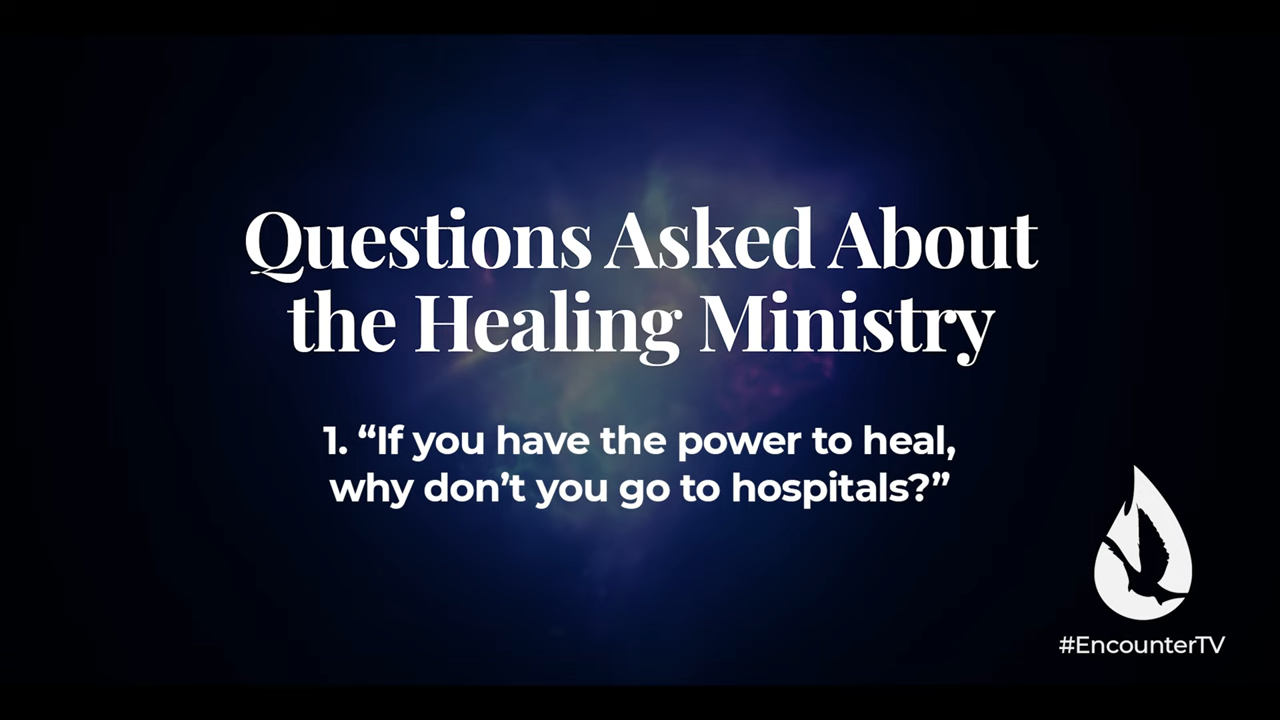 Questions Asked About
the Healing Ministry
1. “If you have the power to heal,
why don’t you go to hospitals?”
#EncounterTV